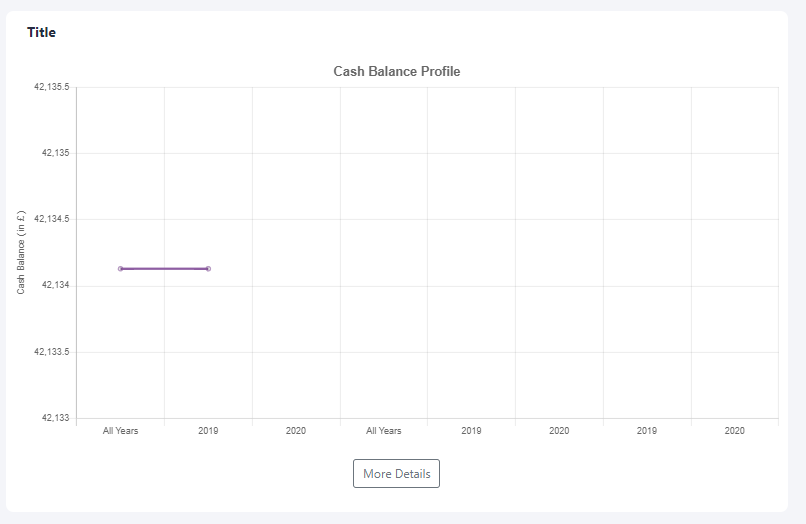 Title
Cash Balance Profile
42,135.5
42,135
42,134.5
42,134
42,133.5
42,133
Cash Balance (in £)
All Years 2019 2020 All Years 2019 2020 2019 2020
More Details